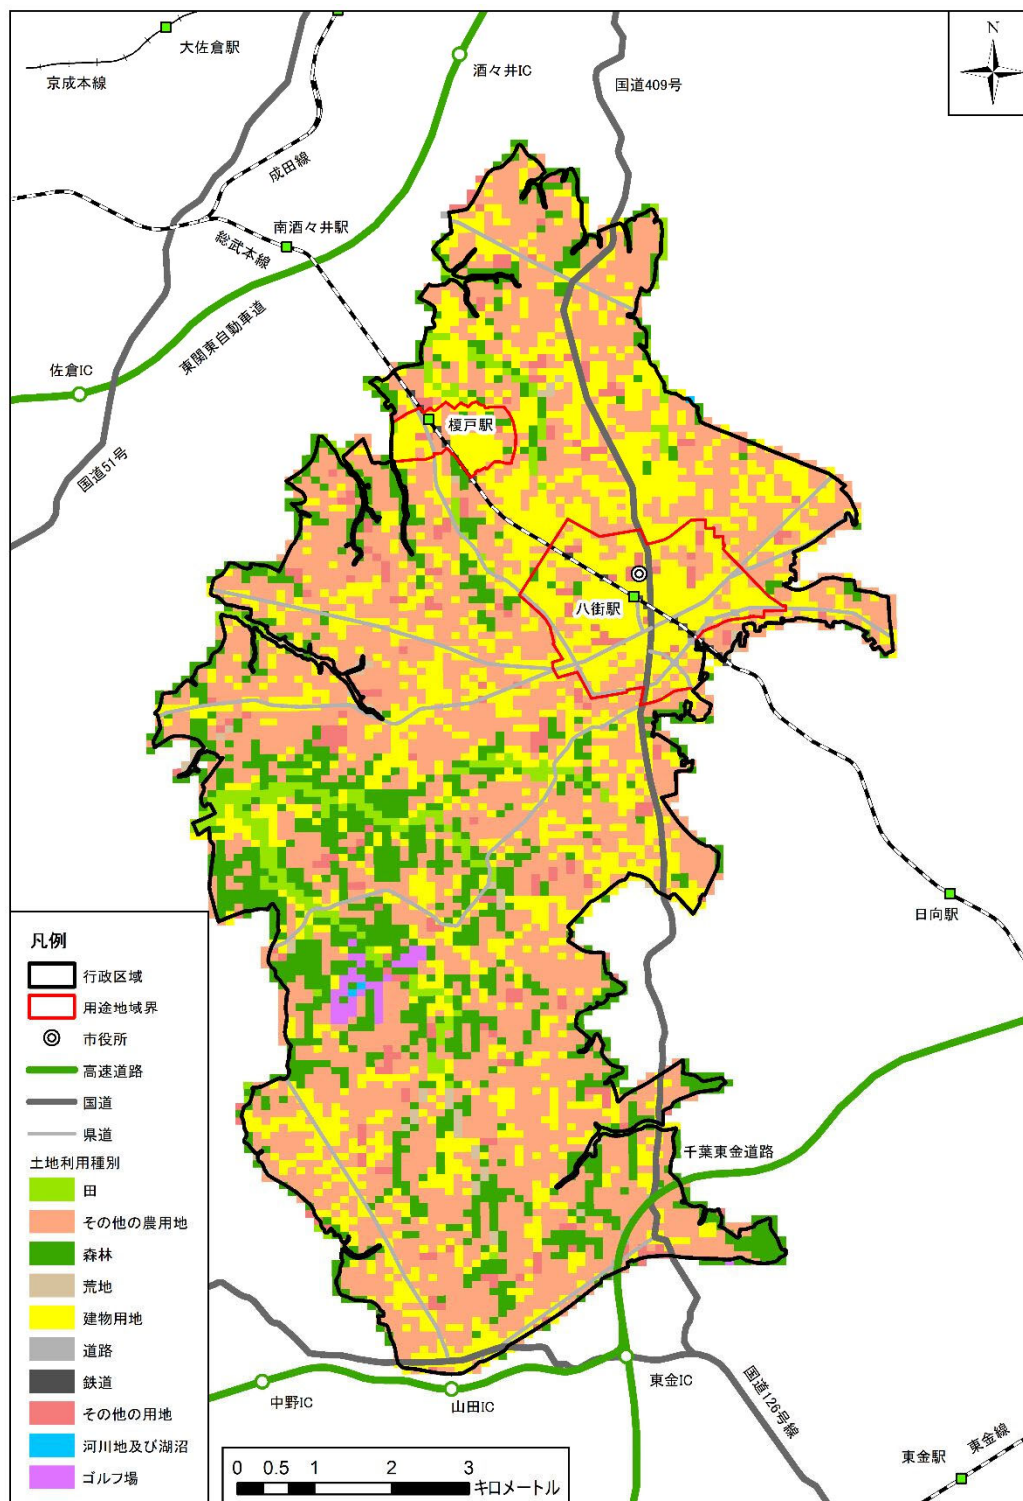 N
大佐倉駅
酒々井IC
京成本線
国道409号
成田線
南酒々井駅
総武本線
東関東自動車道
佐倉IC
榎戸駅
国道51号
八街駅
日向駅
凡例
行政区域
用途地域界
市役所
高速道路
国道
県道
土地利用種別
田
その他の農用地
森林
荒地
建物用地
道路
鉄道
その他の用地
河川地及び湖沼
ゴルフ場
千葉東金道路
中野IC
山田IC
東金IC
国道126号線
東金駅
東金線
0 0.5 1 2 3
キロメートル